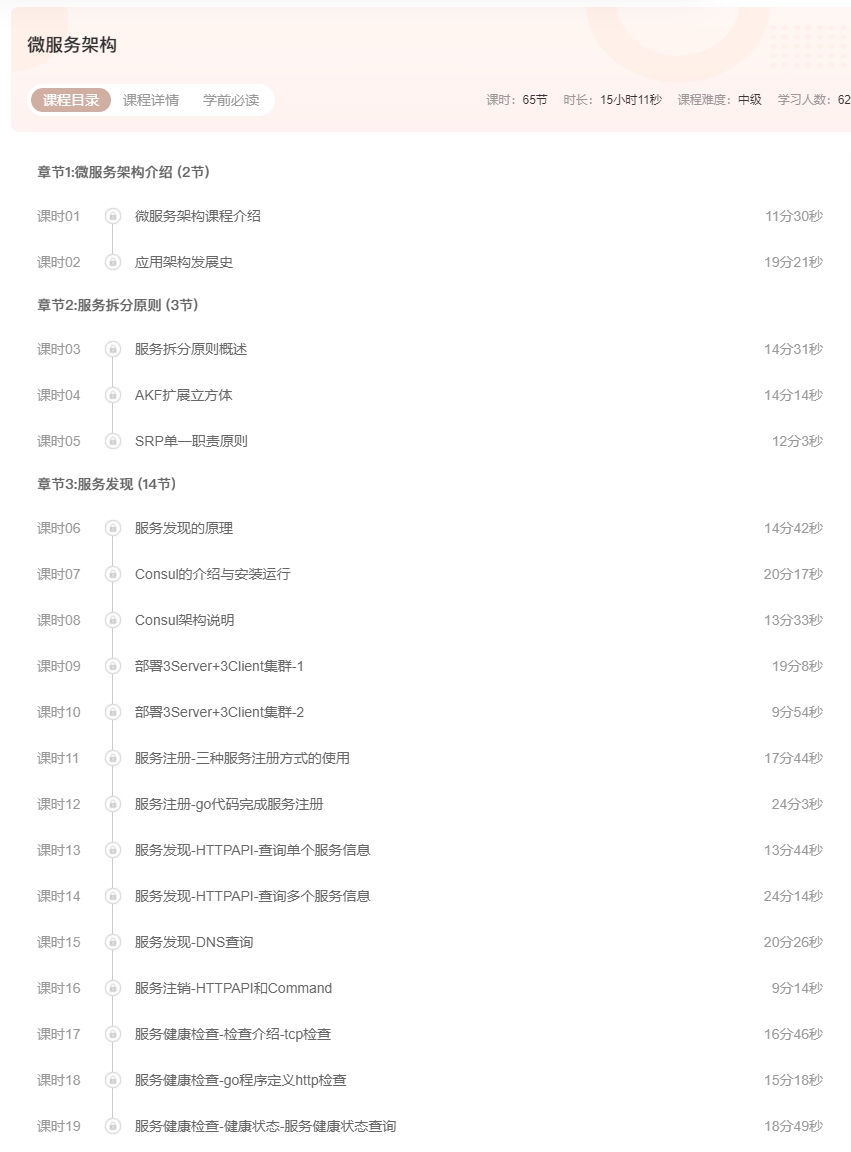 微服务架构
课程目录 课程详情 学前必读 课时：65节 时长：15小时11秒 课程难度：中级 学习人数：62
章节1:微服务架构介绍 (2节)
课时01 微服务架构课程介绍 11分30秒
课时02 应用架构发展史 19分21秒
章节2:服务拆分原则 (3节)
课时03 服务拆分原则概述 14分31秒
课时04 AKF扩展立方体 14分14秒
课时05 SRP单一职责原则 12分3秒
章节3:服务发现 (14节)
课时06 服务发现的原理 14分42秒
课时07 Consul的介绍与安装运行 20分17秒
课时08 Consul架构说明 13分33秒
课时09 部署3Server+3Client集群-1 19分8秒
课时10 部署3Server+3Client集群-2 9分54秒
课时11 服务注册-三种服务注册方式的使用 17分44秒
课时12 服务注册-go代码完成服务注册 24分3秒
课时13 服务发现-HTTPAPI-查询单个服务信息 13分44秒
课时14 服务发现-HTTPAPI-查询多个服务信息 24分14秒
课时15 服务发现-DNS查询 20分26秒
课时16 服务注销-HTTPAPI和Command 9分14秒
课时17 服务健康检查-检查介绍-tcp检查 16分46秒
课时18 服务健康检查-go程序定义http检查 15分18秒
课时19 服务健康检查-健康状态-服务健康状态查询 18分49秒